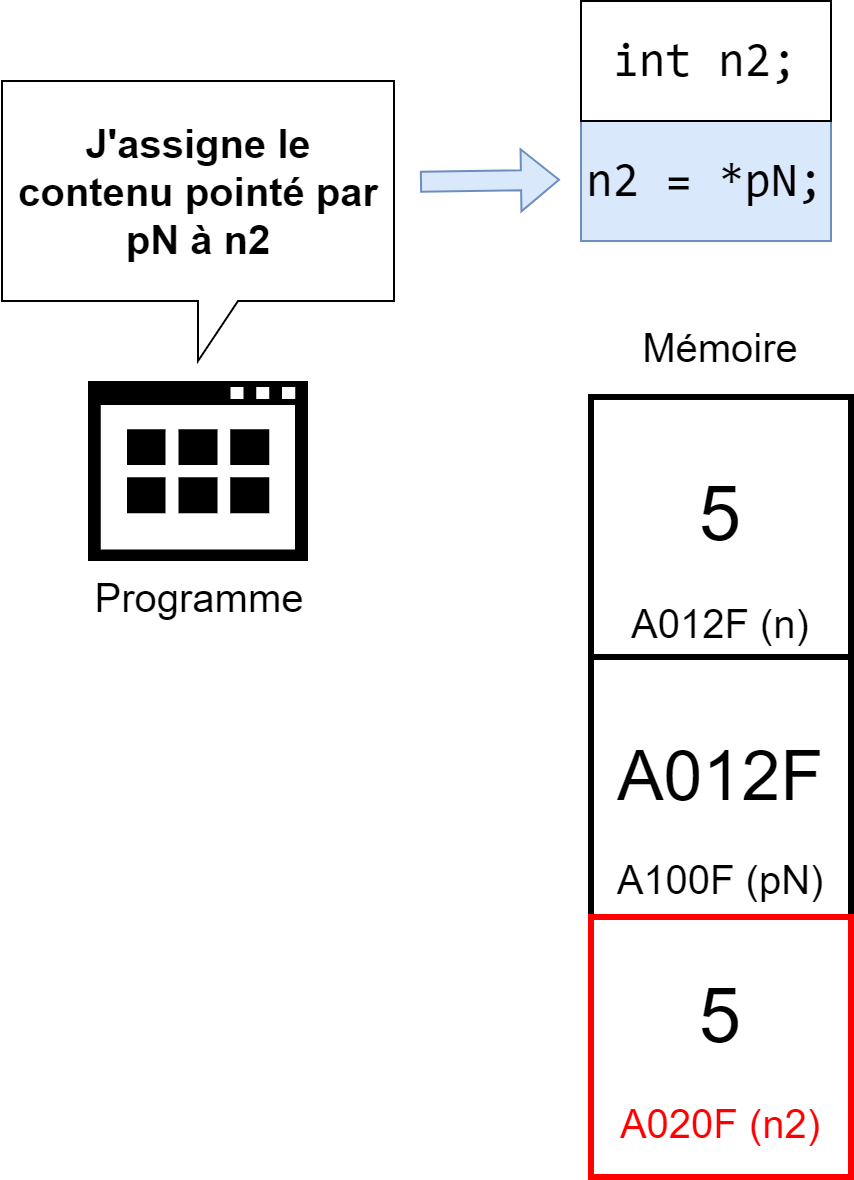 J'assigne le
contenu pointé par
pN à n2
int n2;
n2 = *pN;
Programme
Mémoire
5
A012F (n)
A012F
A100F (pN)
5
A020F (n2)